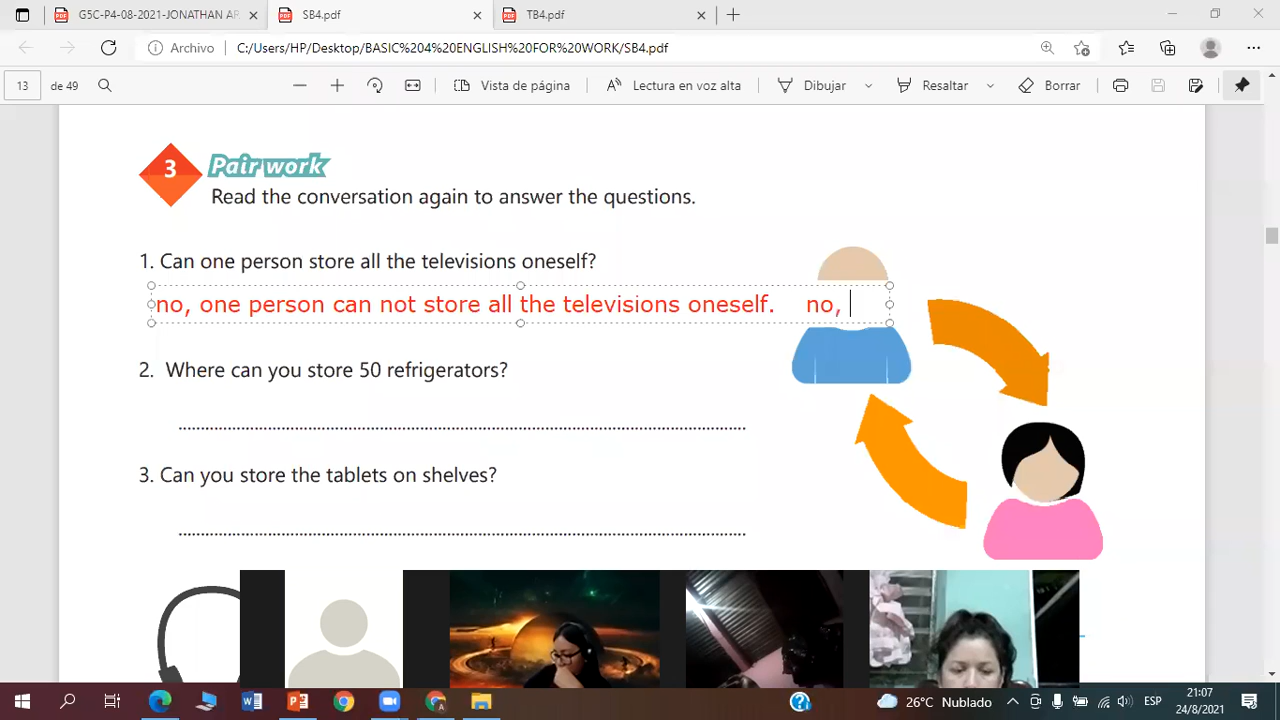 G5C-P4-08-2021-JONATHAN AR
SB4.pdf
TB4.pdf
Archivo
C:/Users/HP/Desktop/BASIC%204%20ENGLISH%20FOR%20WORK/SB4.pdf
13 de 49
Vista de página
Lectura en voz alta
Dibujar
Resaltar
Borrar
3 Pair work
Read the conversation again to answer the questions.
1. Can one person store all the televisions oneself?
no, one person can not store all the televisions oneself. no,
2. Where can you store 50 refrigerators?
3. Can you store the tablets on shelves?
26°C Nublado
ESP
21:07
24/8/2021